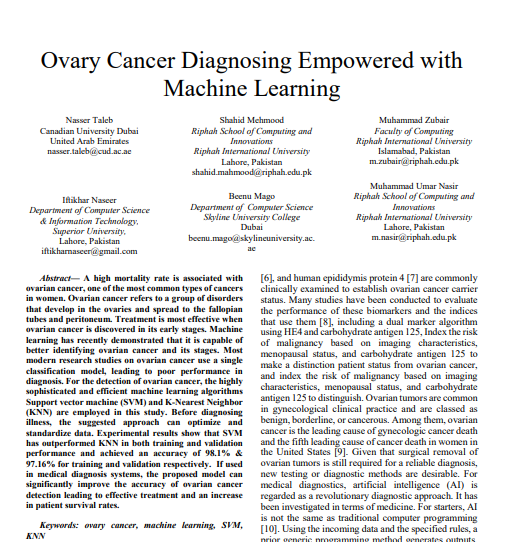 Ovary Cancer Diagnosing Empowered with
Machine Learning
Nasser Taleb
Canadian University Dubai
United Arab Emirates
nasser.taleb@cud.ac.ae
Shahid Mehmood
Riphah School of Computing and
Innovations
Riphah International University
Lahore, Pakistan
shahid.mahmood@riphah.edu.pk
Muhammad Zubair
Faculty of Computing
Riphah International University
Islamabad, Pakistan
m.zubair@riphah.edu.pk
Iftikhar Naseer
Department of Computer Science
& Information Technology,
Superior University,
Lahore, Pakistan
iftikharnaseer@gmail.com
Beenu Mago
Department of Computer Science
Skyline University College
Dubai
beenu.mago@skylineuniversity.ac.
ae
Muhammad Umar Nasir
Riphah School of Computing and
Innovations
Riphah International University
Lahore, Pakistan
m.nasir@riphah.edu.pk
Abstract— A high mortality rate is associated with
ovarian cancer, one of the most common types of cancers
in women. Ovarian cancer refers to a group of disorders
that develop in the ovaries and spread to the fallopian
tubes and peritoneum. Treatment is most effective when
ovarian cancer is discovered in its early stages. Machine
learning has recently demonstrated that it is capable of
better identifying ovarian cancer and its stages. Most
modern research studies on ovarian cancer use a single
classification model, leading to poor performance in
diagnosis. For the detection of ovarian cancer, the highly
sophisticated and efficient machine learning algorithms
Support vector machine (SVM) and K-Nearest Neighbor
(KNN) are employed in this study. Before diagnosing
illness, the suggested approach can optimize and
standardize data. Experimental results show that SVM
has outperformed KNN in both training and validation
performance and achieved an accuracy of 98.1% &
97.16% for training and validation respectively. If used
in medical diagnosis systems, the proposed model can
significantly improve the accuracy of ovarian cancer
detection leading to effective treatment and an increase
in patient survival rates.
Keywords: ovary cancer, machine learning, SVM,
KNN
[6], and human epididymis protein 4 [7] are commonly
clinically examined to establish ovarian cancer carrier
status. Many studies have been conducted to evaluate
the performance of these biomarkers and the indices
that use them [8], including a dual marker algorithm
using HE4 and carbohydrate antigen 125, Index the risk
of malignancy based on imaging characteristics,
menopausal status, and carbohydrate antigen 125 to
make a distinction patient status from ovarian cancer,
and index risk of malignancy based on imaging
characteristics, menopausal status, and carbohydrate
antigen 125 to distinguish. Ovarian tumors are common
in gynecological clinical practice and are classed as
benign, borderline, or cancerous. Among them, ovarian
cancer is the leading cause of gynecologic cancer death
and the fifth leading cause of cancer death in women in
the United States [9]. Given that surgical removal of
ovarian tumors is still required for a reliable diagnosis,
new testing or diagnostic methods are desirable. For
medical diagnostics, artificial intelligence (AI) is
regarded as a revolutionary diagnostic approach. It has
been investigated in terms of medicine. For starters, AI
is not the same as traditional computer programming
[10]. Using the incoming data and the specified rules, a
prior generic programming method generates outputs.